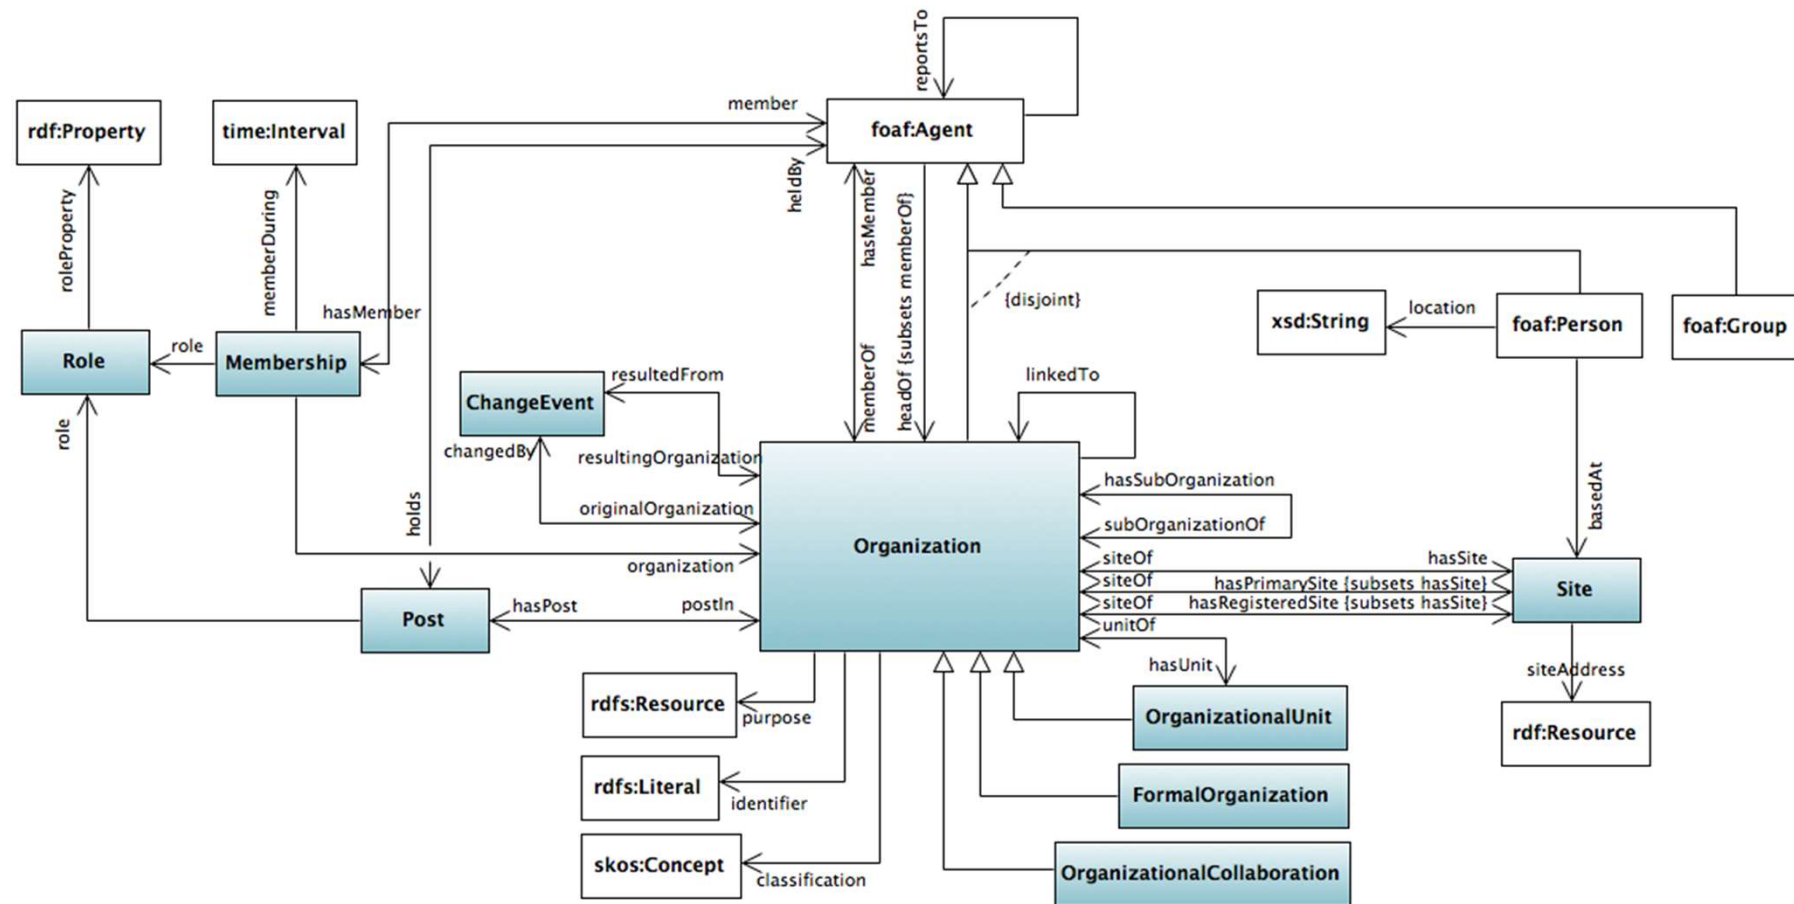 reportsTo
member
foaf:Agent
rdf:Property
time:Interval
heldBy
hasMember
headOf {subsets memberOf}
memberOf
roleProperty
memberDuring
hasMember
{disjoint}
xsd:String
location
foaf:Person
foaf:Group
Role
role
Membership
resultedFrom
linkedTo
ChangeEvent
role
changedBy
resultingOrganization
hasSubOrganization
basedAt
holds
originalOrganization
subOrganizationOf
Organization
organization
siteOf
hasSite
siteOf
hasPrimarySite {subsets hasSite}
siteOf
hasRegisteredSite {subsets hasSite}
Site
unitOf
Post
hasPost
postIn
hasUnit
siteAddress
rdfs:Resource
purpose
OrganizationalUnit
rdf:Resource
rdfs:Literal
identifier
FormalOrganization
skos:Concept
classification
OrganizationalCollaboration